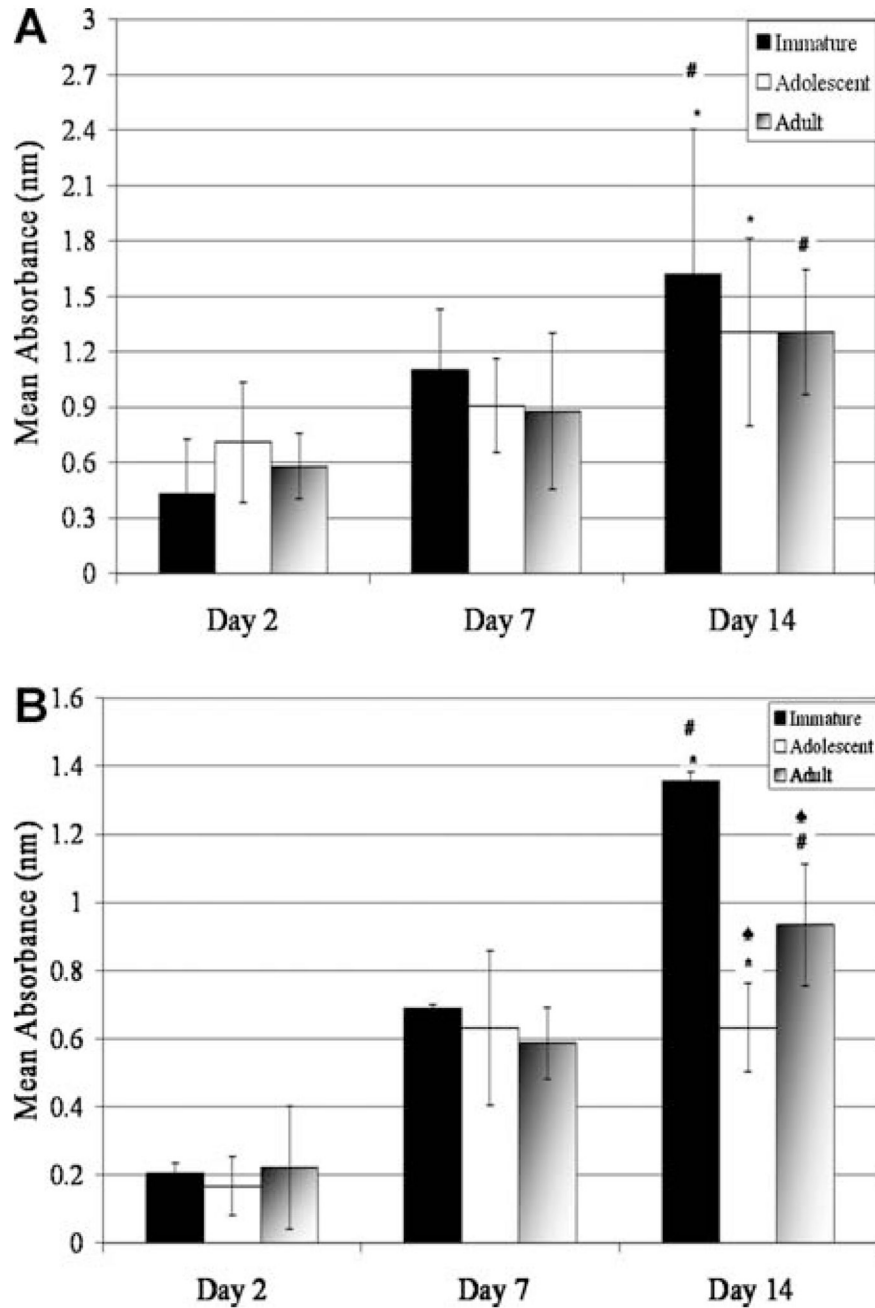 A
3
2.7
2.4
2.1
1.8
1.5
1.2
0.9
0.6
0.3
0
Mean Absorbance (nm)
Immature
Adolescent
Adult
#
*
*
#
Day 2 Day 7 Day 14
B
1.6
1.4
1.2
1
0.8
0.6
0.4
0.2
0
Mean Absorbance (nm)
Immature
Adolescent
Adult
#
*
♠
*
♠
#
Day 2 Day 7 Day 14